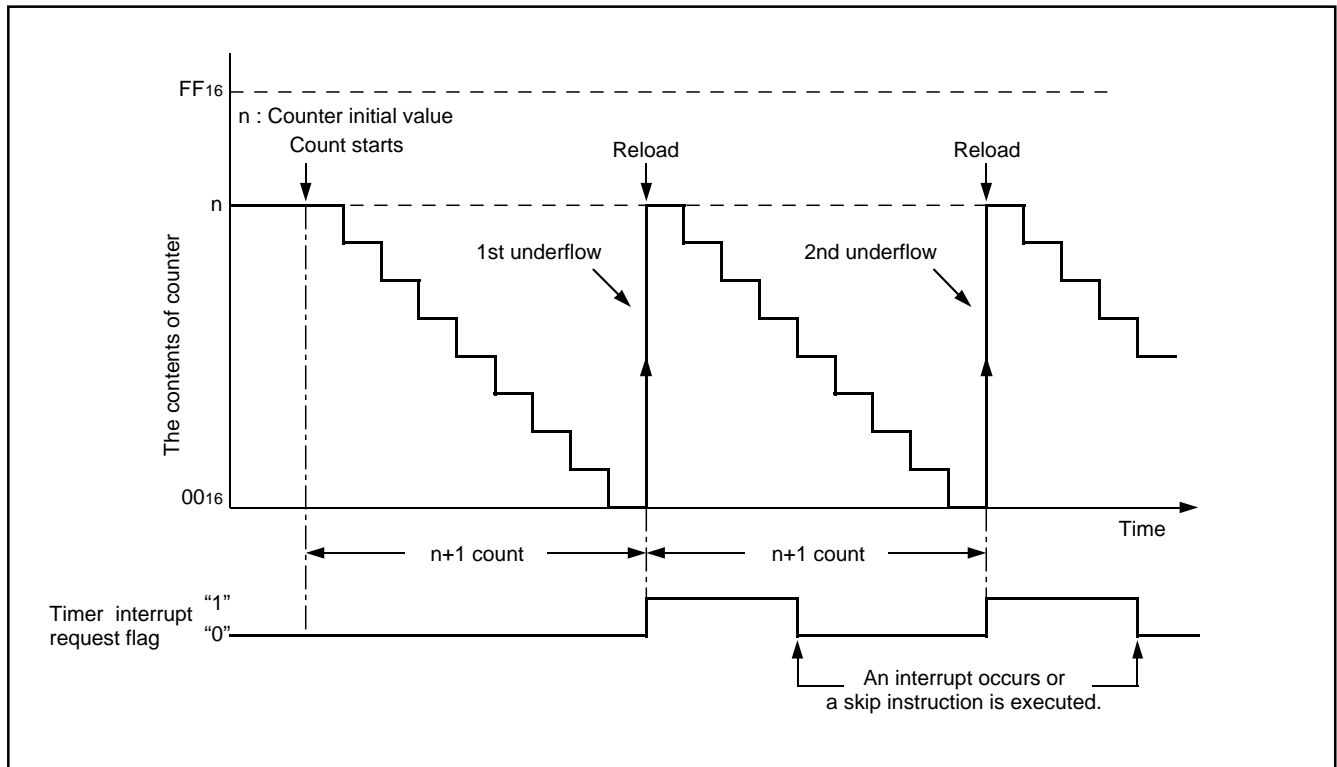 FF16
n : Counter initial value
Count starts
Reload
Reload
n
1st underflow
2nd underflow
The contents of counter
0016
Time
n+1 count
n+1 count
Timer interrupt
request flag
“1”
“0”
An interrupt occurs or
a skip instruction is executed.